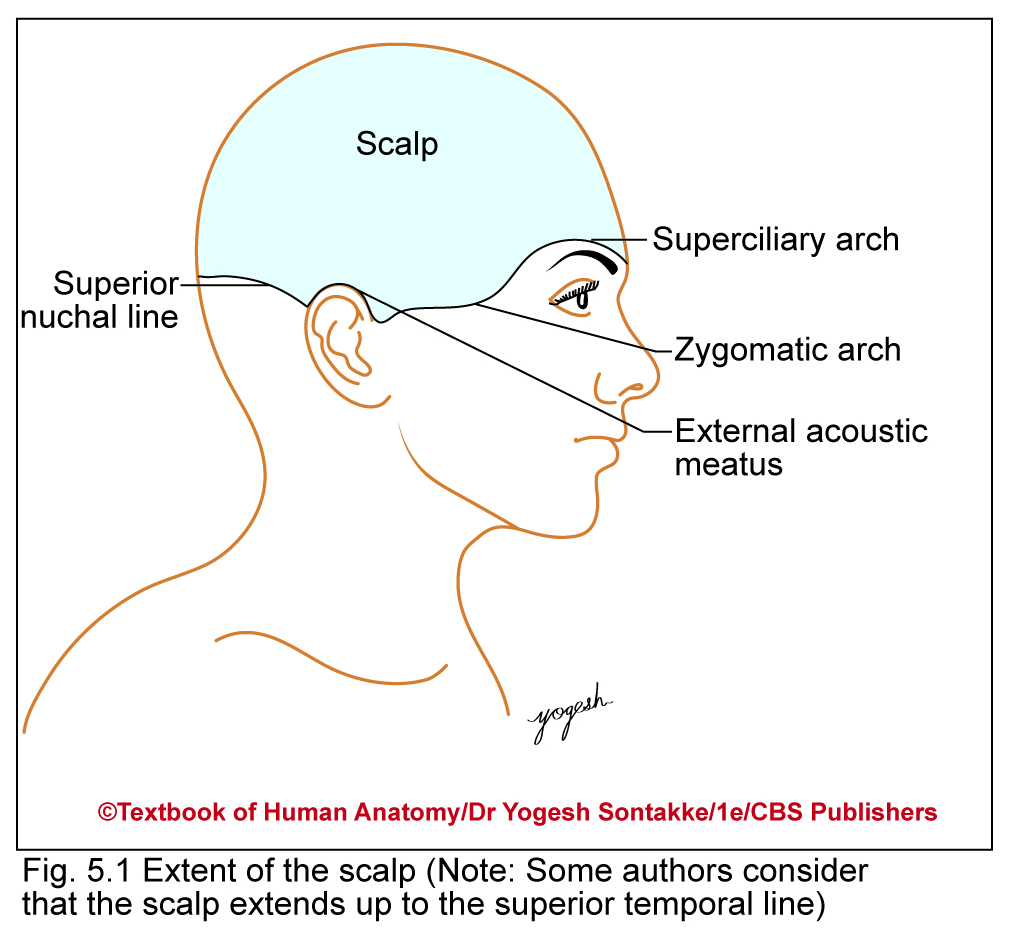 Scalp
Superciliary arch
Superior
nuchal line
Zygomatic arch
External acoustic
meatus
yogesh
©Textbook of Human Anatomy/Dr Yogesh Sontakke/1e/CBS Publishers
Fig. 5.1 Extent of the scalp (Note: Some authors consider
that the scalp extends up to the superior temporal line)